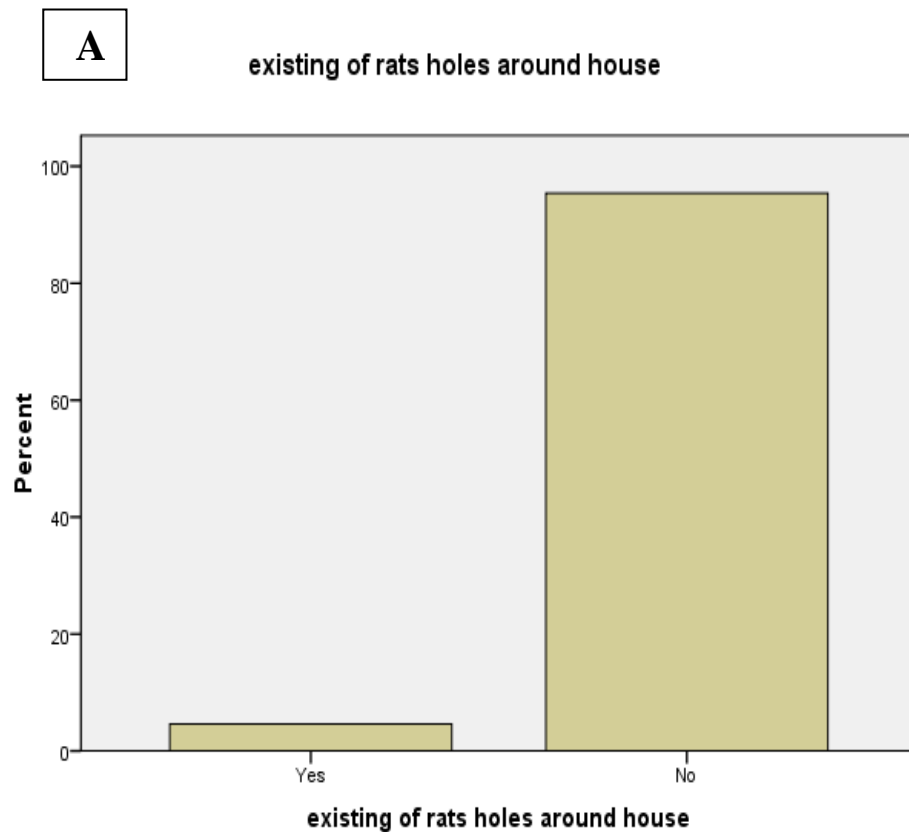 A
existing of rats holes around house
100
80
60
40
20
0
Percent
Yes
No
existing of rats holes around house